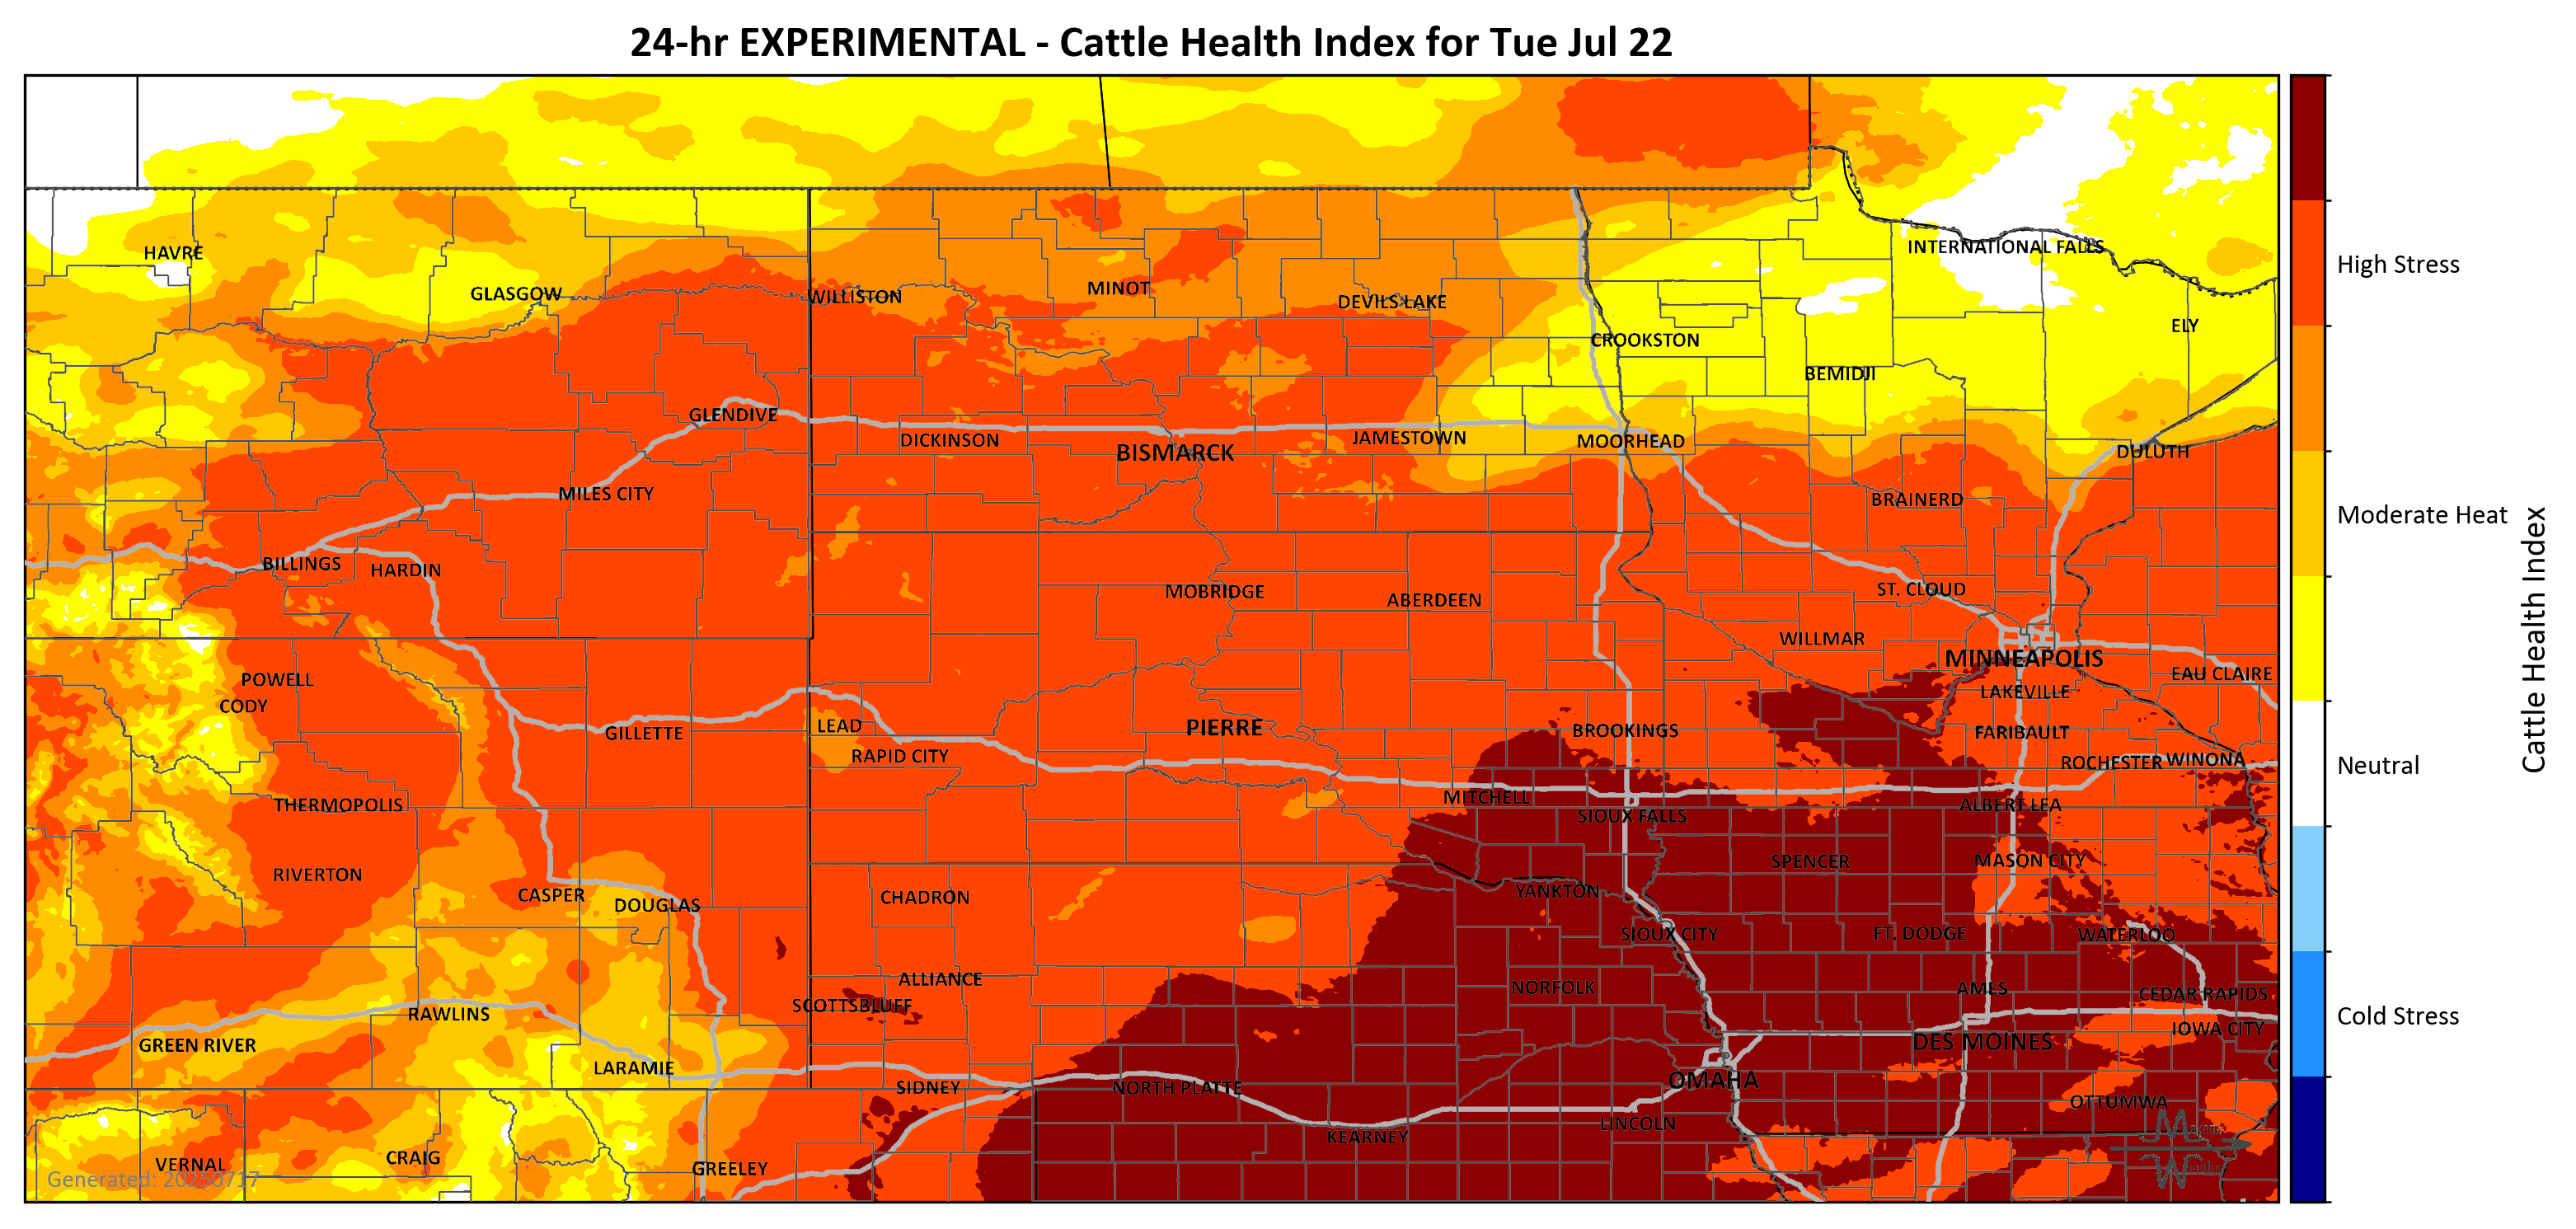 24-hr EXPERIMENTAL - Cattle Health Index for Tue Jul 22
HAVRE
INTERNATIONAL FALLS
GLASGOW
WILLISTON
MINOT
DEVILS LAKE
ELY
CROOKSTON
BEMIDJI
GLENDIVE
DICKINSON
BISMARCK
JAMESTOWN
MOORHEAD
DULUTH
MILES CITY
BRAINERD
BILLINGS
HARDIN
MOBRIDGE
ABERDEEN
ST. CLOUD
WILLMAR
MINNEAPOLIS
POWELL
EAU CLAIRE
CODY
LAKEVILLE
GILLETTE
LEAD
PIERRE
BROOKINGS
FARIBAULT
RAPID CITY
ROCHESTER
WINONA
THERMOPOLIS
MITCHELL
ALBERT LEA
SIOUX FALLS
SPENCER
MASON CITY
RIVERTON
CASPER
DOUGLAS
CHADRON
YANKTON
SIOUX CITY
FT. DODGE
WATERLOO
ALLIANCE
NORFOLK
AMES
CEDAR RAPIDS
SCOTTSBLUFF
RAWLINS
IOWA CITY
GREEN RIVER
DES MOINES
LARAMIE
SIDNEY
NORTH PLATTE
OMAHA
OTTUMWA
LINCOLN
KEARNEY
VERNAL
CRAIG
GREELEY
Generated: 20250717
High Stress
Moderate Heat
Neutral
Cold Stress
Cattle Health Index